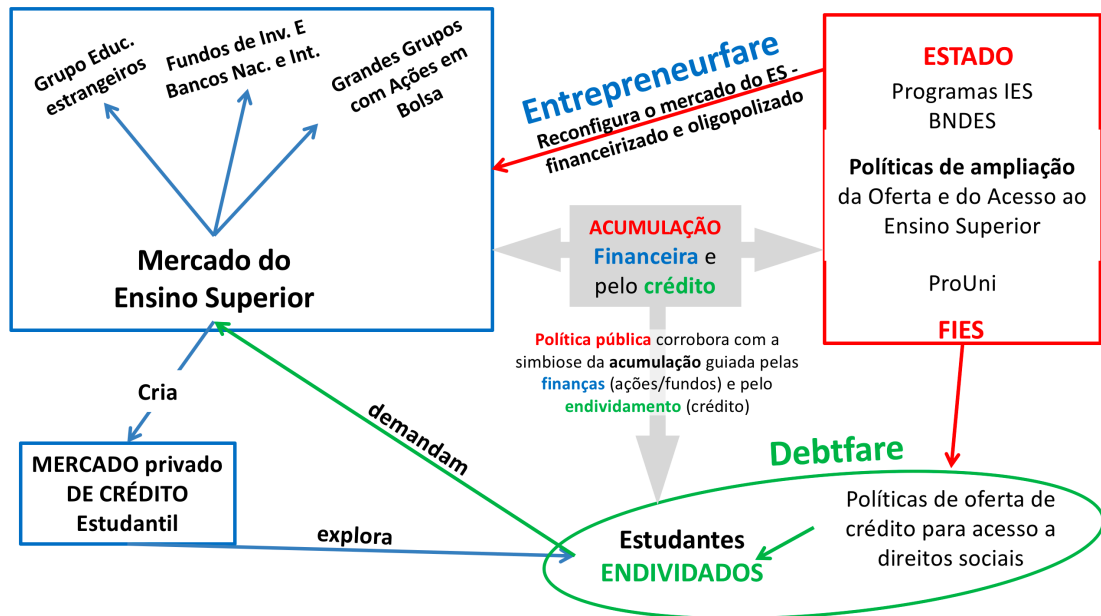 Grupo Educ.
estrangeiros
Fundos de Inv. E
Bancos Nac. e Int.
Grandes Grupos
com Ações em
Bolsa
Mercado do
Ensino Superior
Entrepreneurfare
Reconfigura o mercado do ES -
financeirizado e oligopolizado
ESTADO
Programas IES
BNDES
Políticas de ampliação
da Oferta e do Acesso ao
Ensino Superior
ProUni
FIES
ACUMULAÇÃO
Financeira e
pelo crédito
Política pública corrobora com a
simbiose da acumulação guiada pelas
finanças (ações/fundos) e pelo
endividamento (crédito)
Cria
demandam
MERCADO privado
DE CRÉDITO
Estudantil
explora
Debtfare
Estudantes
ENDIVIDADOS
Políticas de oferta de
crédito para acesso a
direitos sociais